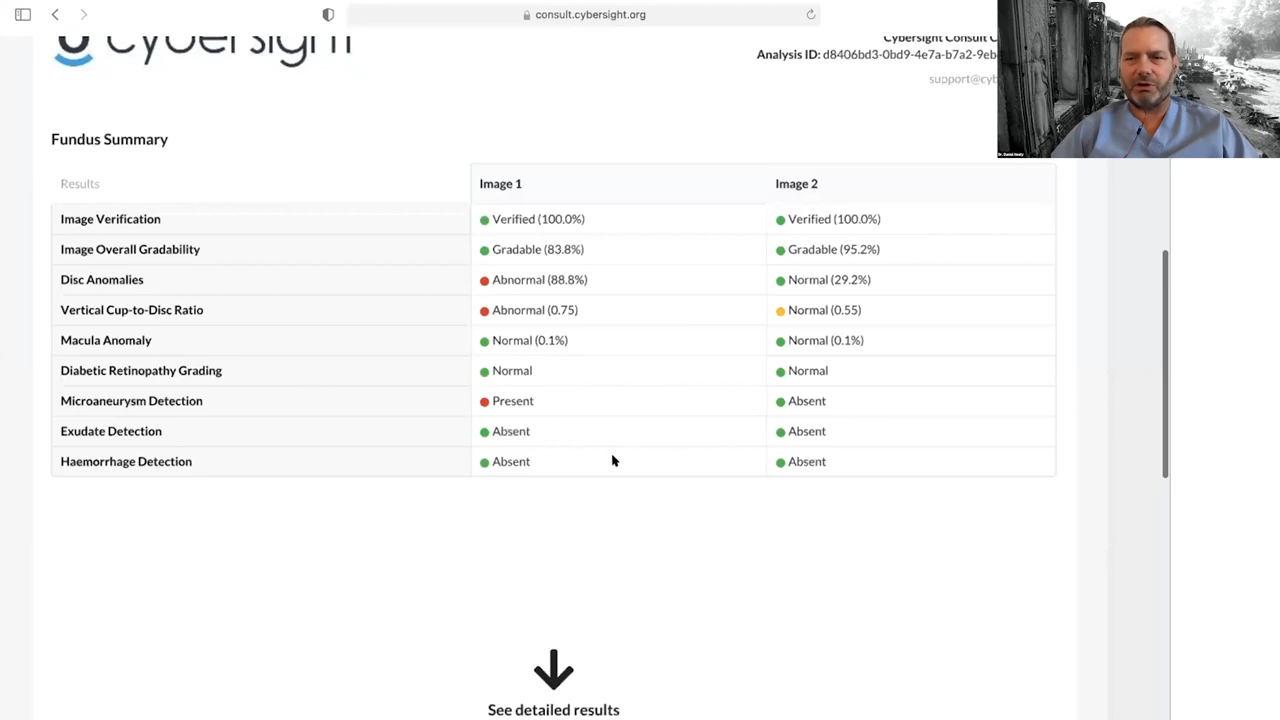 consult.cybersight.org
cybersight
Cybersight Consult
Analysis ID: d8406bd3-0bd9-4e7a-b7a2-9eb
support@cyb
Fundus Summary
Results Image 1 Image 2
Image Verification Verified (100.0%) Verified (100.0%)
Image Overall Gradability Gradable (83.8%) Gradable (95.2%)
Disc Anomalies Abnormal (88.8%) Normal (29.2%)
Vertical Cup-to-Disc Ratio Abnormal (0.75) Normal (0.55)
Macula Anomaly Normal (0.1%) Normal (0.1%)
Diabetic Retinopathy Grading Normal Normal
Microaneurysm Detection Present Absent
Exudate Detection Absent Absent
Haemorrhage Detection Absent Absent
See detailed results